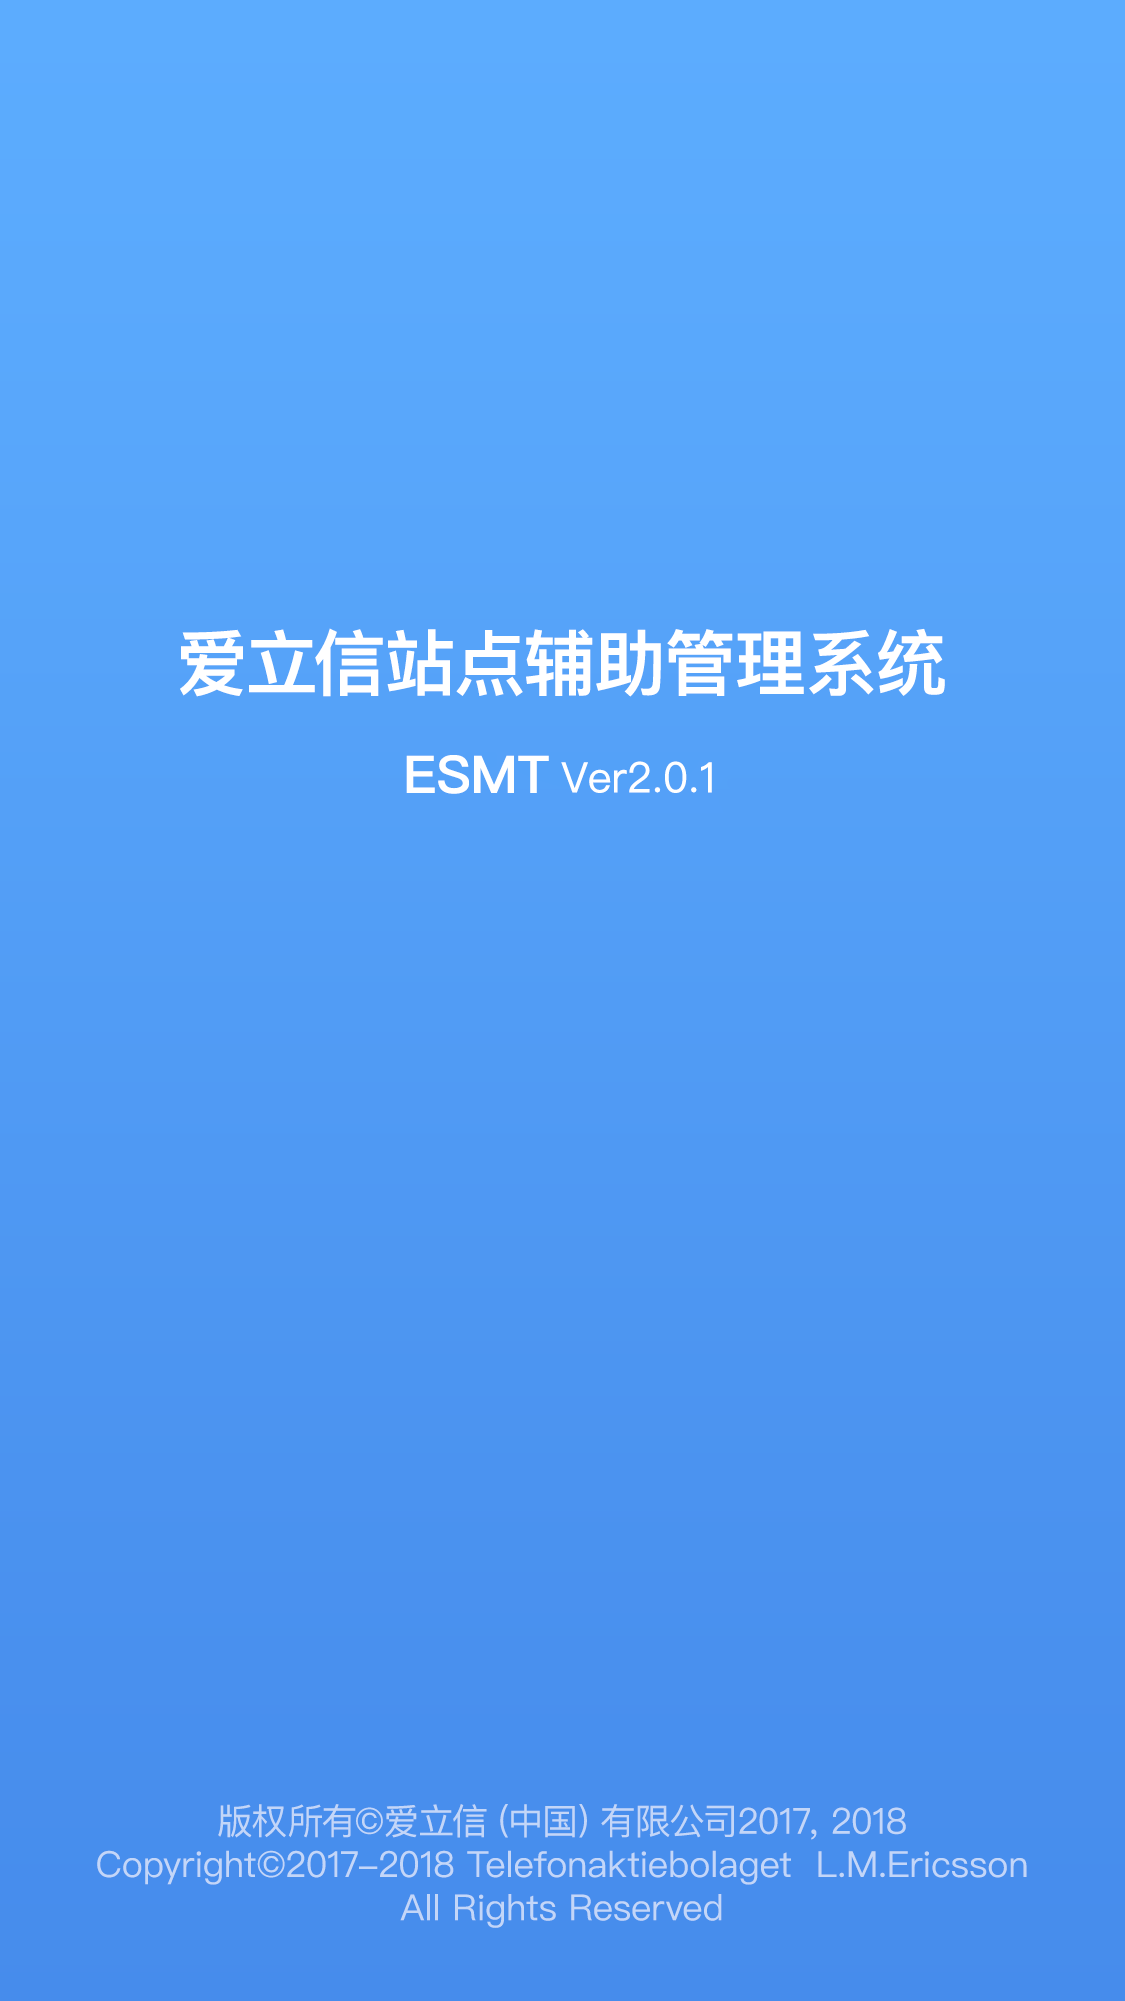 爱立信站点辅助管理系统
ESMT Ver2.0.1
版权所有©爱立信 (中国) 有限公司2017, 2018
Copyright©2017-2018 Telefonaktiebolaget L.M.Ericsson
All Rights Reserved